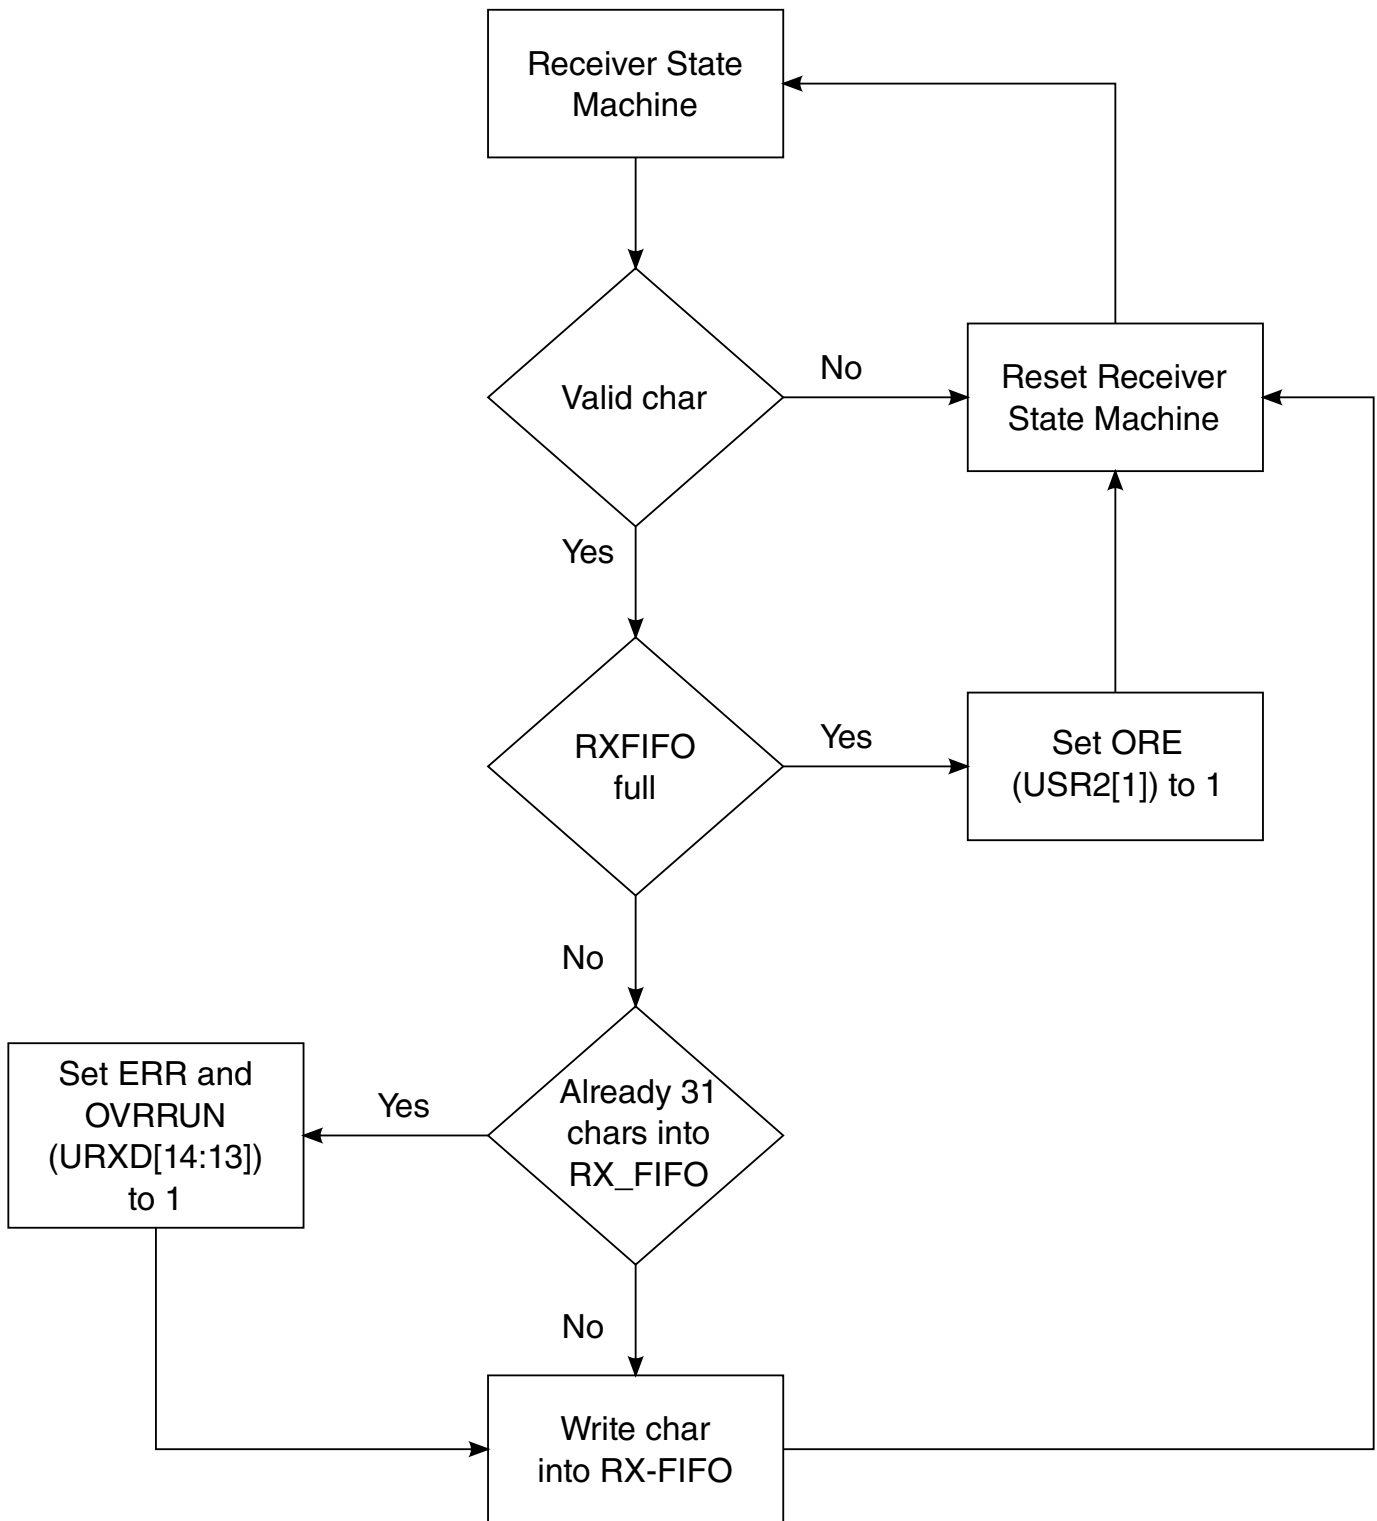 Receiver State
Machine
Valid char
No
Reset Receiver
State Machine
Yes
RXFIFO
full
Yes
Set ORE
(USR2[1]) to 1
No
Set ERR and
OVRRUN
(URXD[14:13])
to 1
Yes
Already 31
chars into
RX_FIFO
No
Write char
into RX-FIFO